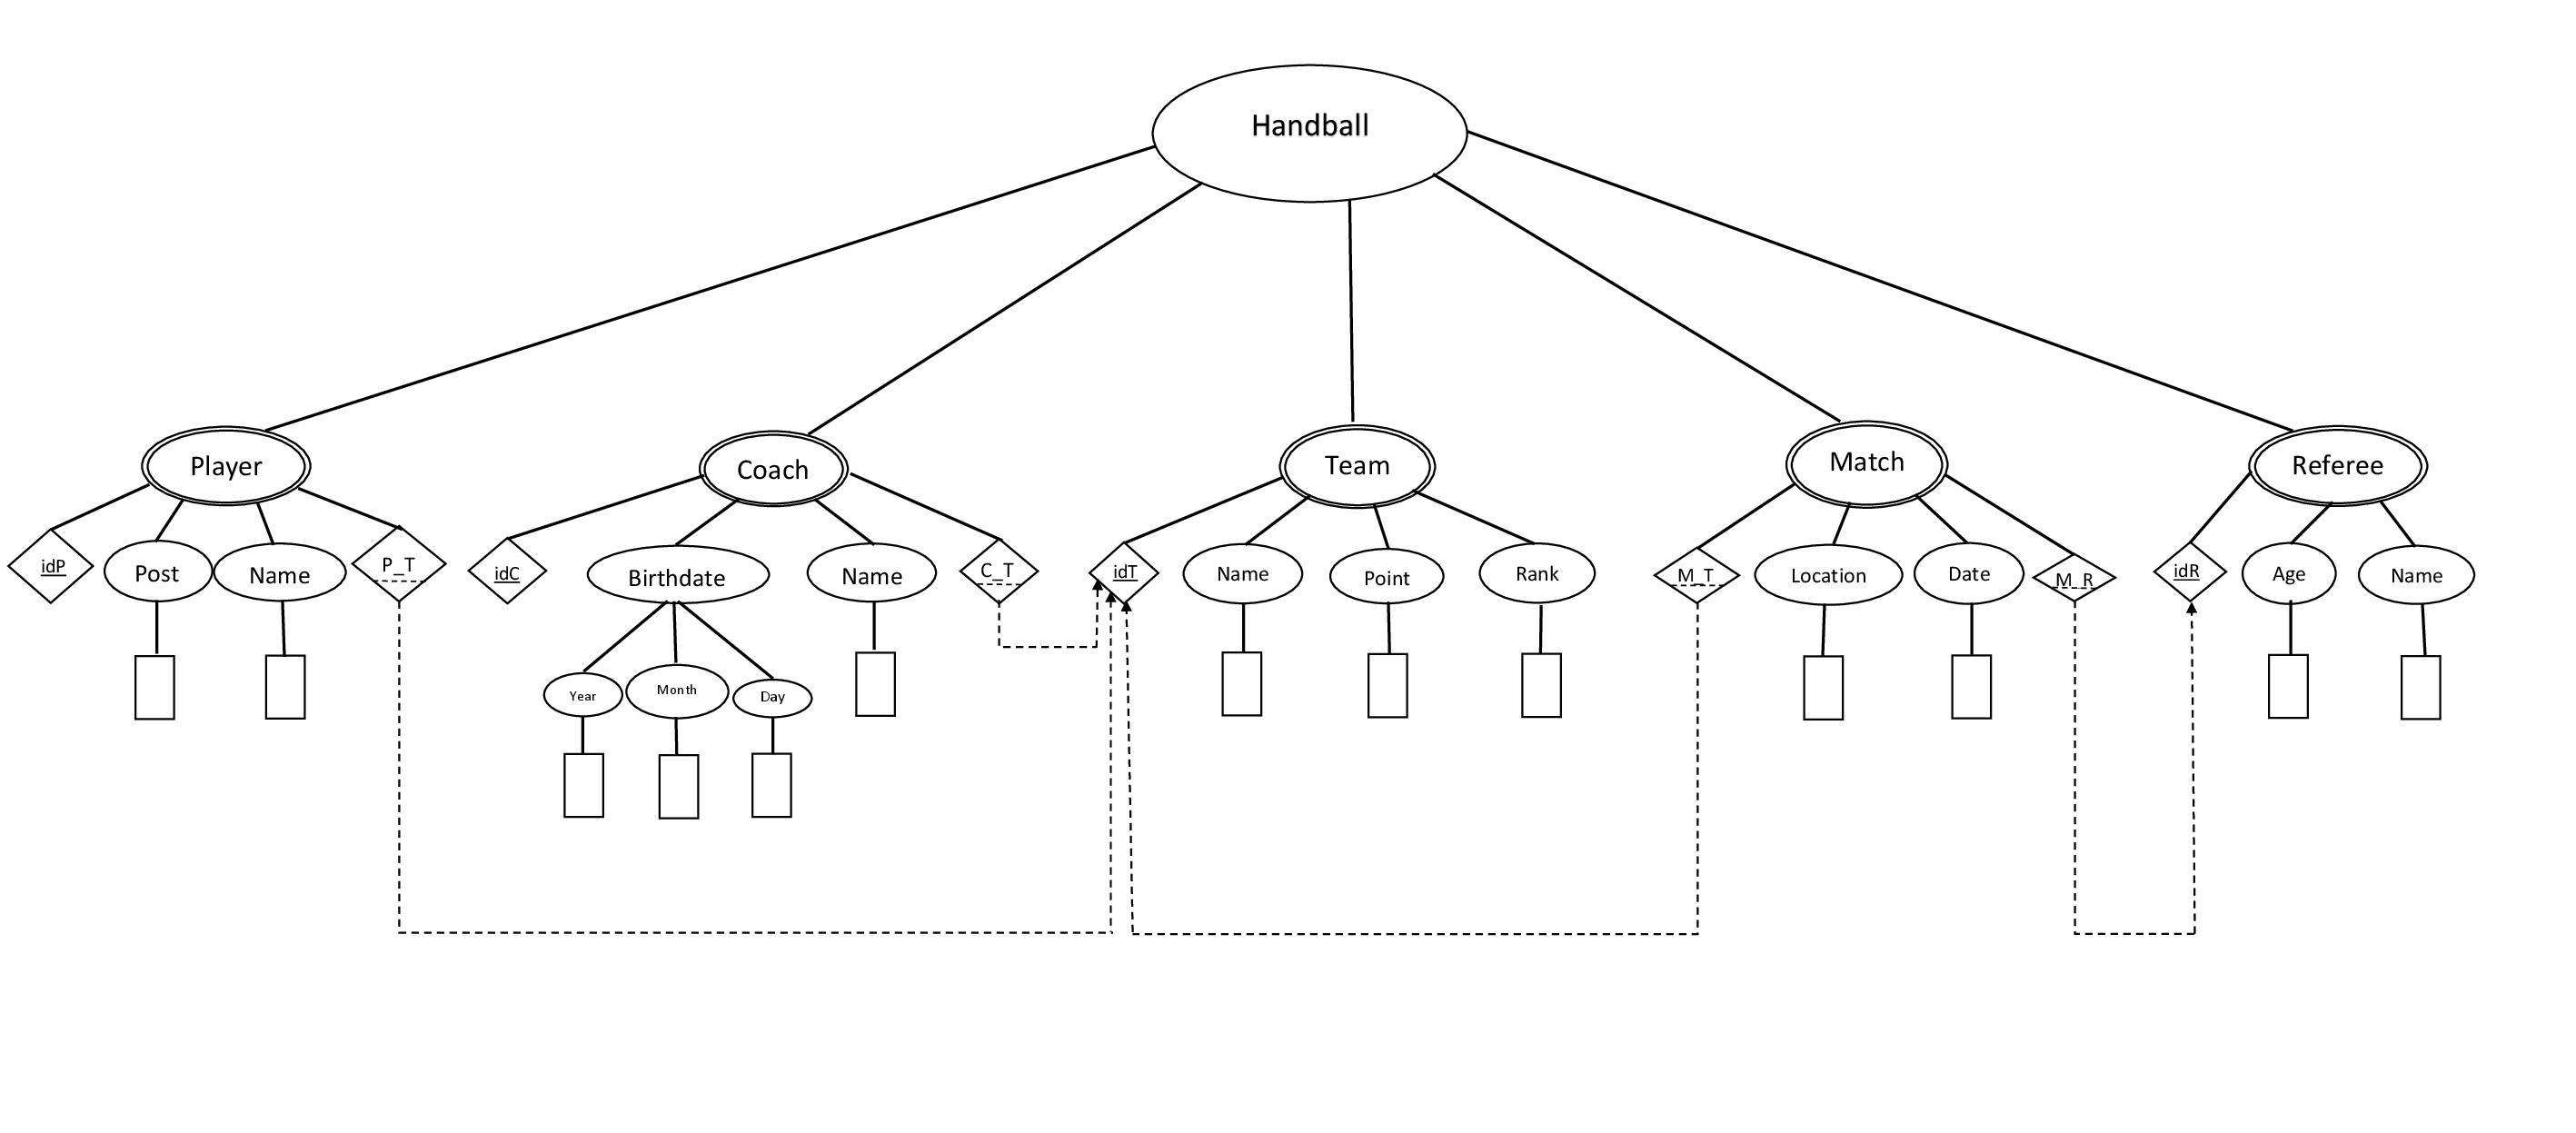 Handball
Player
Coach
Team
Match
Referee
idP
Post
Name
P_T
idC
Birthdate
Name
C_T
idT
Name
Point
Rank
M_T
Location
Date
M_R
idR
Age
Name
Year
Month
Day